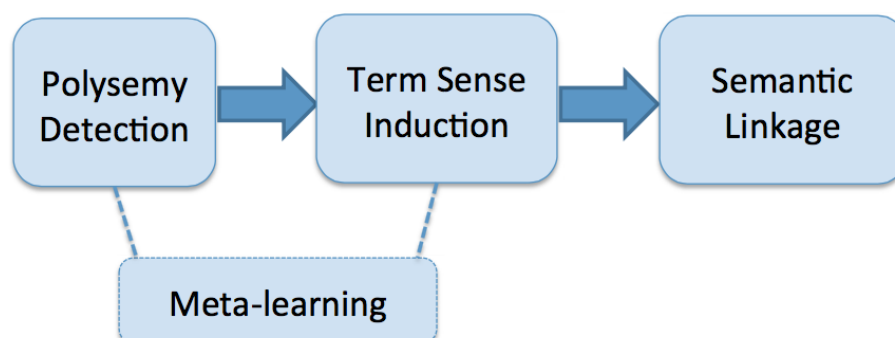 Polysemy
Detection
Term Sense
Induction
Semantic
Linkage
Meta-learning